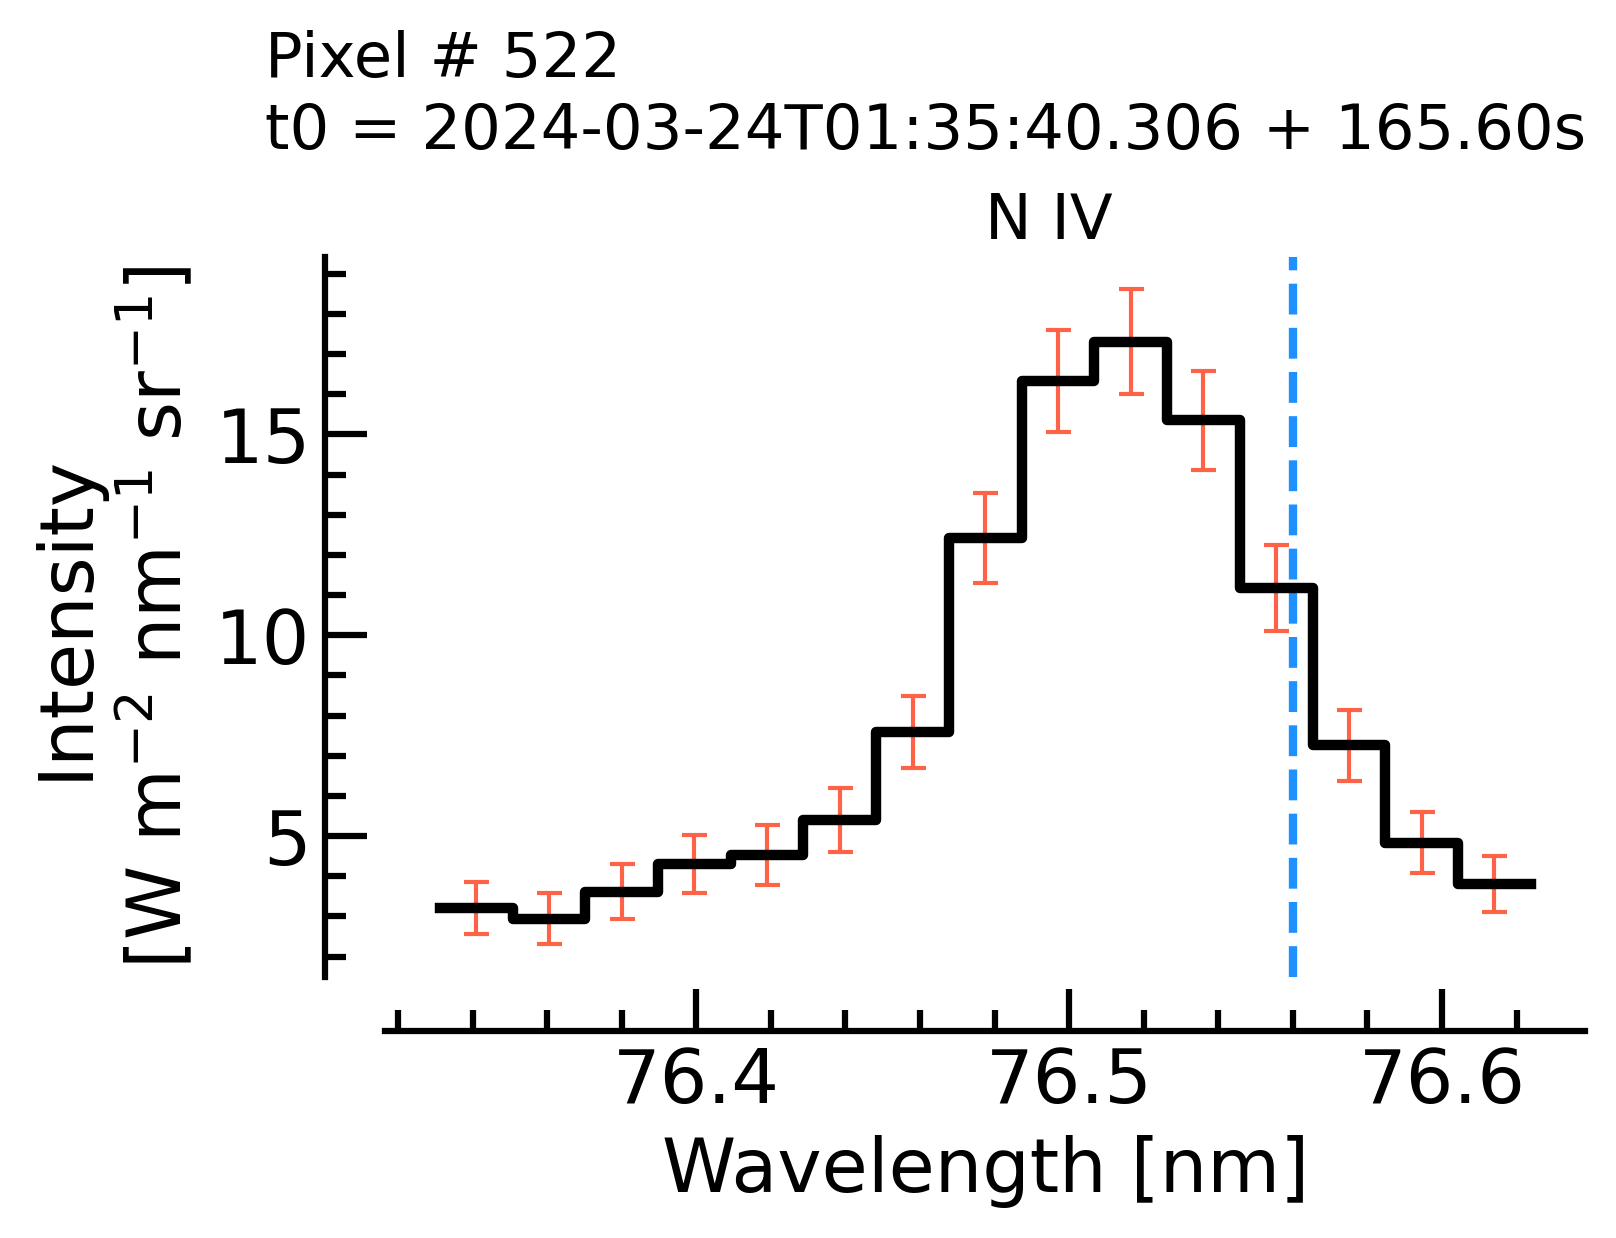 Pixel # 522
t0 = 2024-03-24T01:35:40.306 + 165.60s
N IV
Intensity
[W m⁻² nm⁻¹ sr⁻¹]
15
10
5
76.4 76.5 76.6
Wavelength [nm]